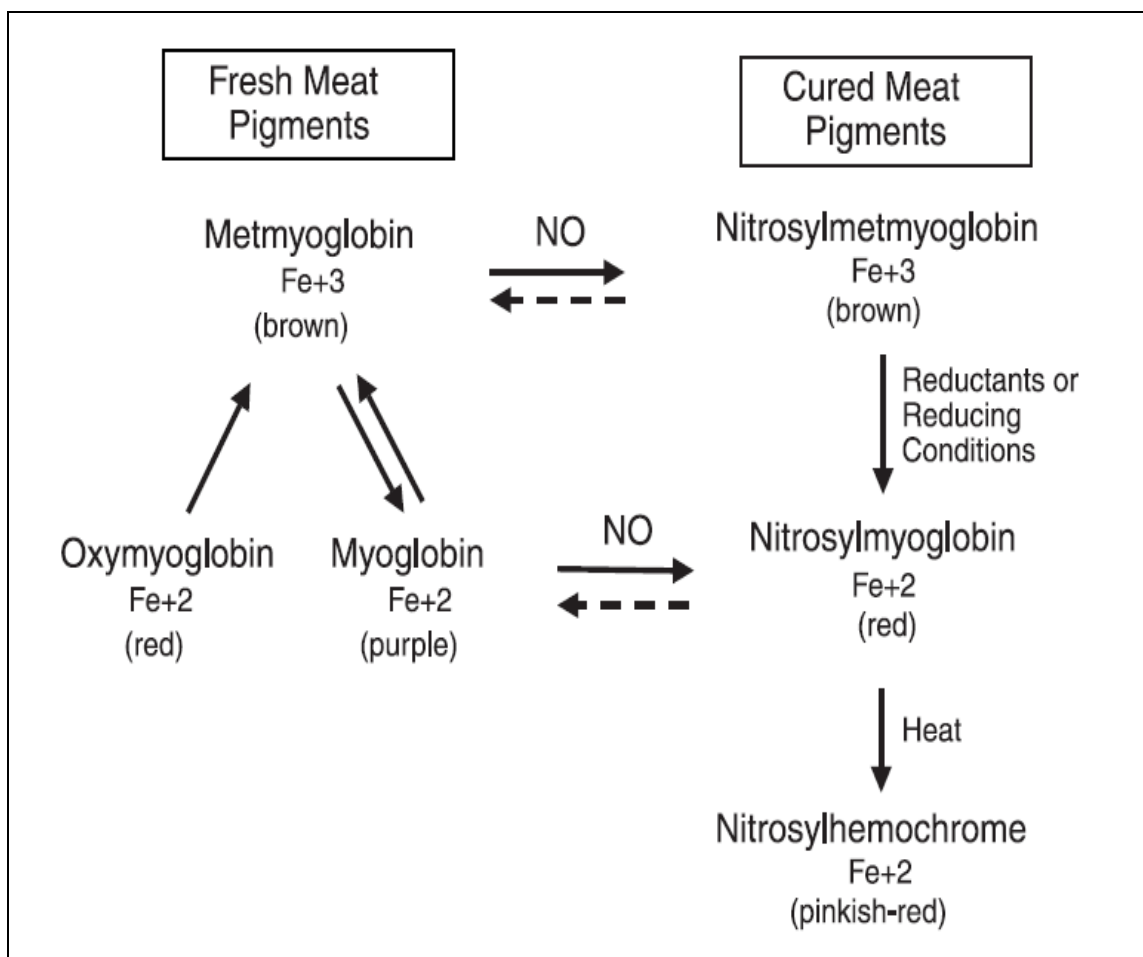 Fresh Meat
Pigments
Cured Meat
Pigments
Metmyoglobin
Fe+3
(brown)
NO
Nitrosylmetmyoglobin
Fe+3
(brown)
Reductants or
Reducing
Conditions
Oxymyoglobin
Fe+2
(red)
Myoglobin
Fe+2
(purple)
NO
Nitrosylmyoglobin
Fe+2
(red)
Heat
Nitrosylhemochrome
Fe+2
(pinkish-red)